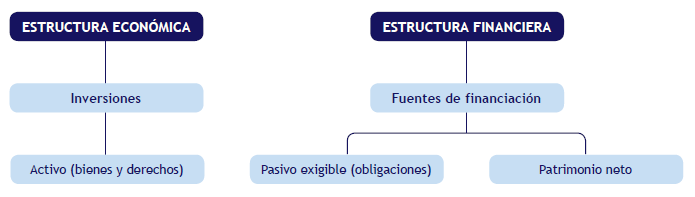 ESTRUCTURA ECONÓMICA
Inversiones
Activo (bienes y derechos)
ESTRUCTURA FINANCIERA
Fuentes de financiación
Pasivo exigible (obligaciones)
Patrimonio neto